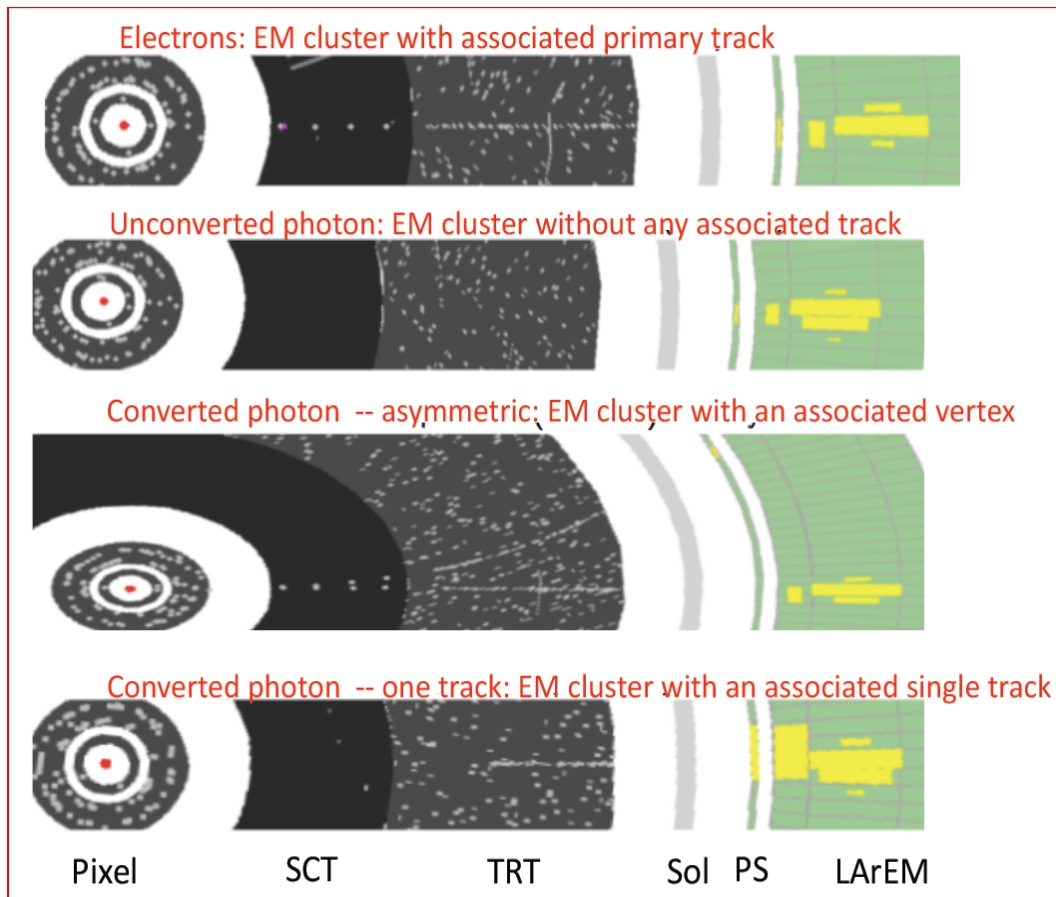 Electrons: EM cluster with associated primary track
Unconverted photon: EM cluster without any associated track
Converted photon -- asymmetric: EM cluster with an associated vertex
Converted photon -- one track: EM cluster with an associated single track
Pixel SCT TRT Sol PS LArEM